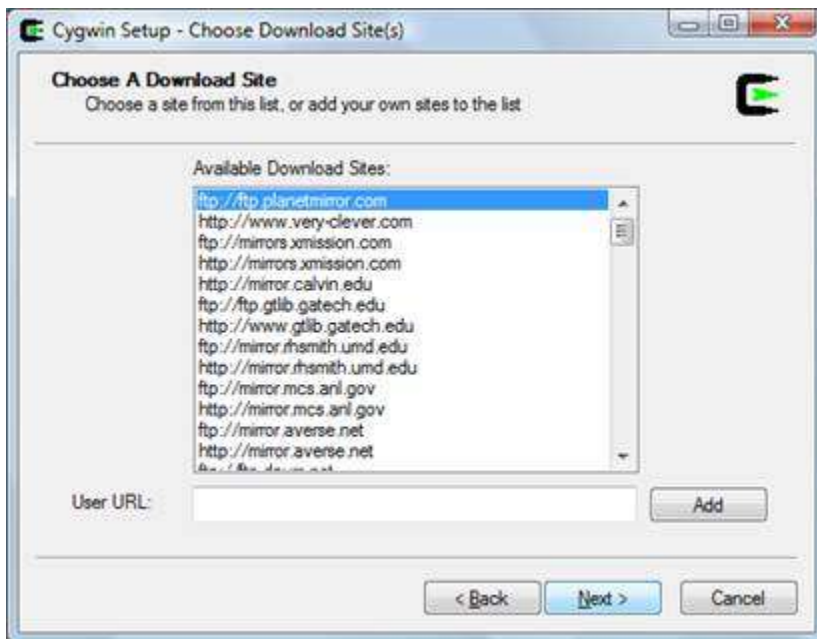 Cygwin Setup - Choose Download Site(s)
Choose A Download Site
Choose a site from this list, or add your own sites to the list
Available Download Sites:
ftp://ftp.planetmirror.com
http://www.very-clever.com
ftp://mirrors.xmission.com
http://mirrors.xmission.com
http://mirror.calvin.edu
ftp://ftp.gtlib.gatech.edu
http://www.gtlib.gatech.edu
ftp://mirror.rhsmith.umd.edu
http://mirror.rhsmith.umd.edu
ftp://mirror.mcs.anl.gov
http://mirror.mcs.anl.gov
ftp://mirror.averse.net
http://mirror.averse.net
User URL:
Add
< Back
Next >
Cancel